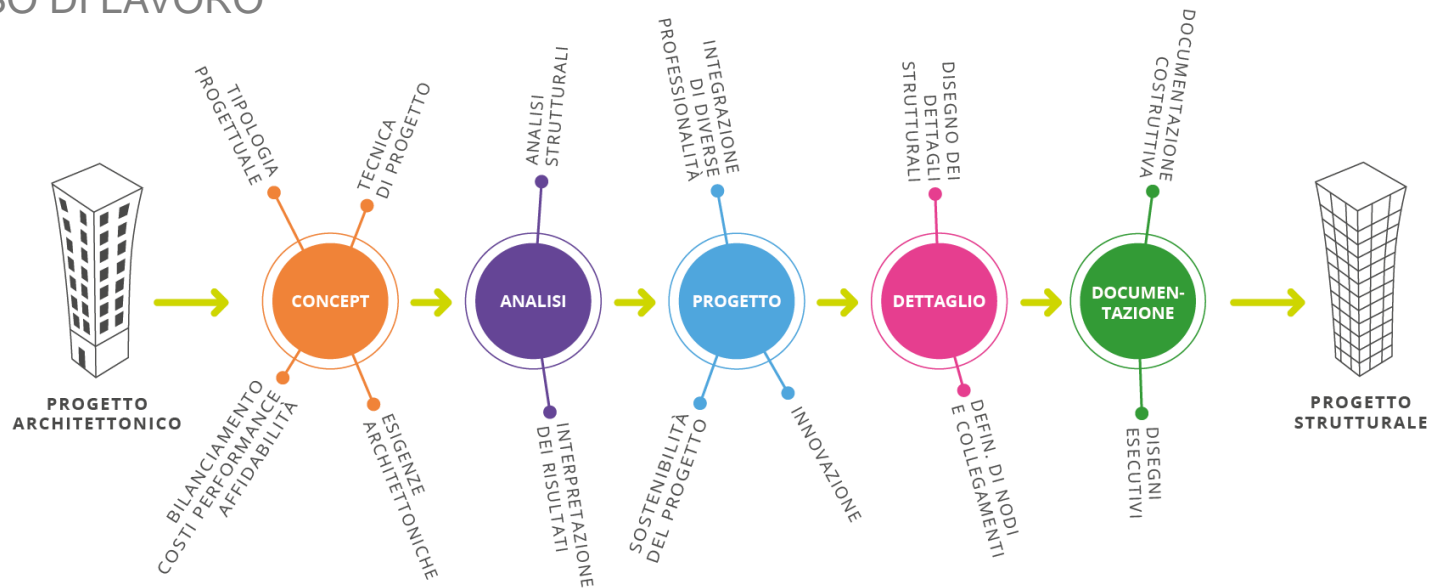 DI LAVORO
PROGETTO
ARCHITETTONICO
TIPOLOGIA
PROGETTUALE
TECNICA
DI PROGETTO
CONCEPT
BILANCIAMENTO
COSTI PERFORMANCE
AFFIDABILITÀ
ESIGENZE
ARCHITETTONICHE
ANALISI
STRUTTURALI
ANALISI
INTERPRETAZIONE
DEI RISULTATI
INTEGRAZIONE
DI DIVERSE
PROFESSIONALITÀ
PROGETTO
SOSTENIBILITÀ
DEL PROGETTO
INNOVAZIONE
DISEGNO DEI
DETTAGLI
STRUTTURALI
DETTAGLIO
DEFIN. DI NODI
E COLLEGAMENTI
DOCUMENTAZIONE
COSTRUTTIVA
DOCUMEN-
TAZIONE
DISEGNI
ESECUTIVI
PROGETTO
STRUTTURALE